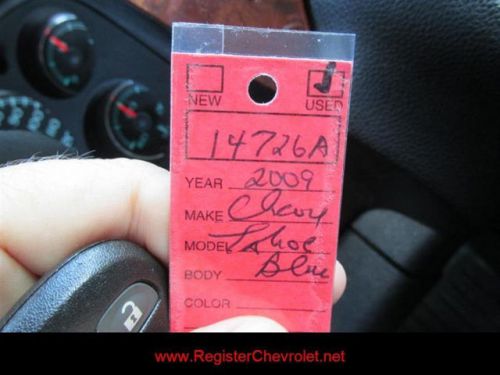 NEW USED
14726A
YEAR 2009
MAKE Chevy
MODEL Tahoe
BODY Blue
COLOR
www.RegisterChevrolet.net